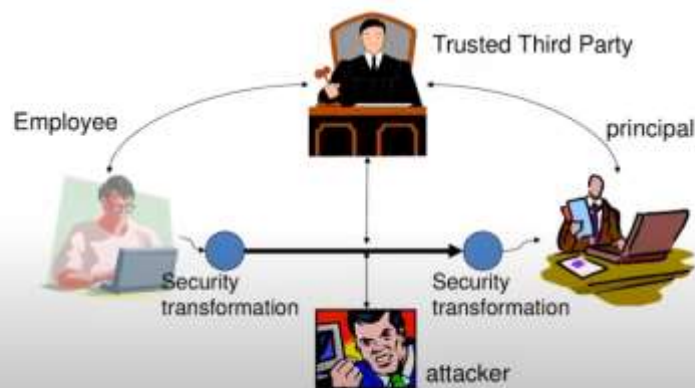 Trusted Third Party
Employee
principal
Security
transformation
Security
transformation
attacker